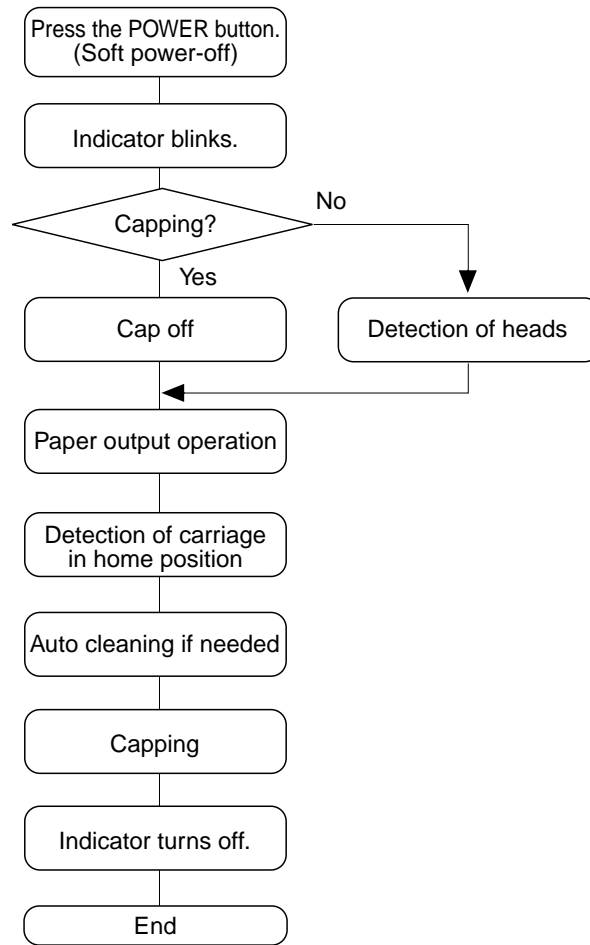 Press the POWER button.
(Soft power-off)
Indicator blinks.
Capping?
No
Yes
Cap off
Detection of heads
Paper output operation
Detection of carriage
in home position
Auto cleaning if needed
Capping
Indicator turns off.
End